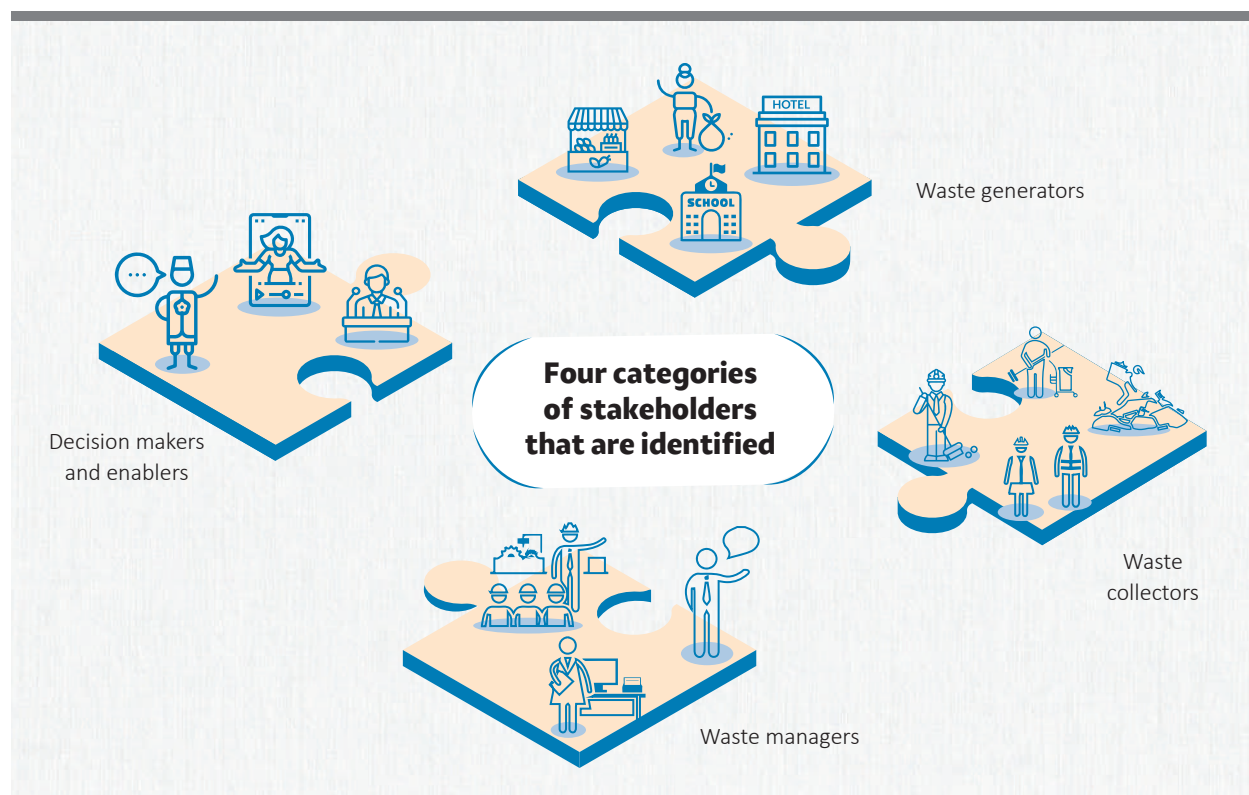 HOTEL
SCHOOL
Waste generators
Decision makers
and enablers
Four categories
of stakeholders
that are identified
Waste
collectors
Waste managers